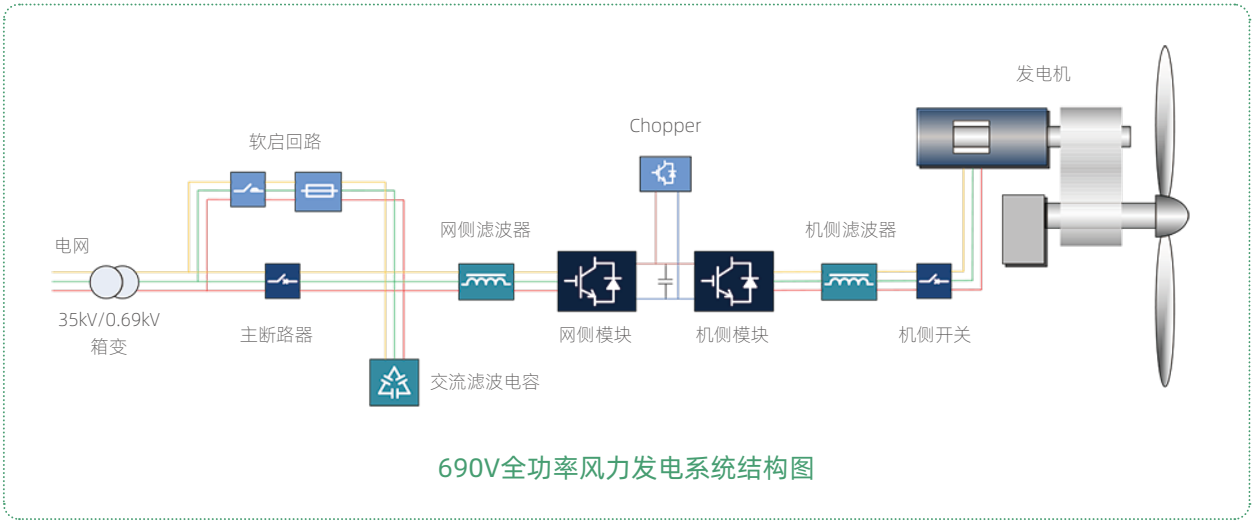 发电机
Chopper
软启回路
网侧滤波器
机侧滤波器
电网
35kV/0.69kV
箱变
主断路器
网侧模块
机侧模块
机侧开关
交流滤波电容
690V全功率风力发电系统结构图